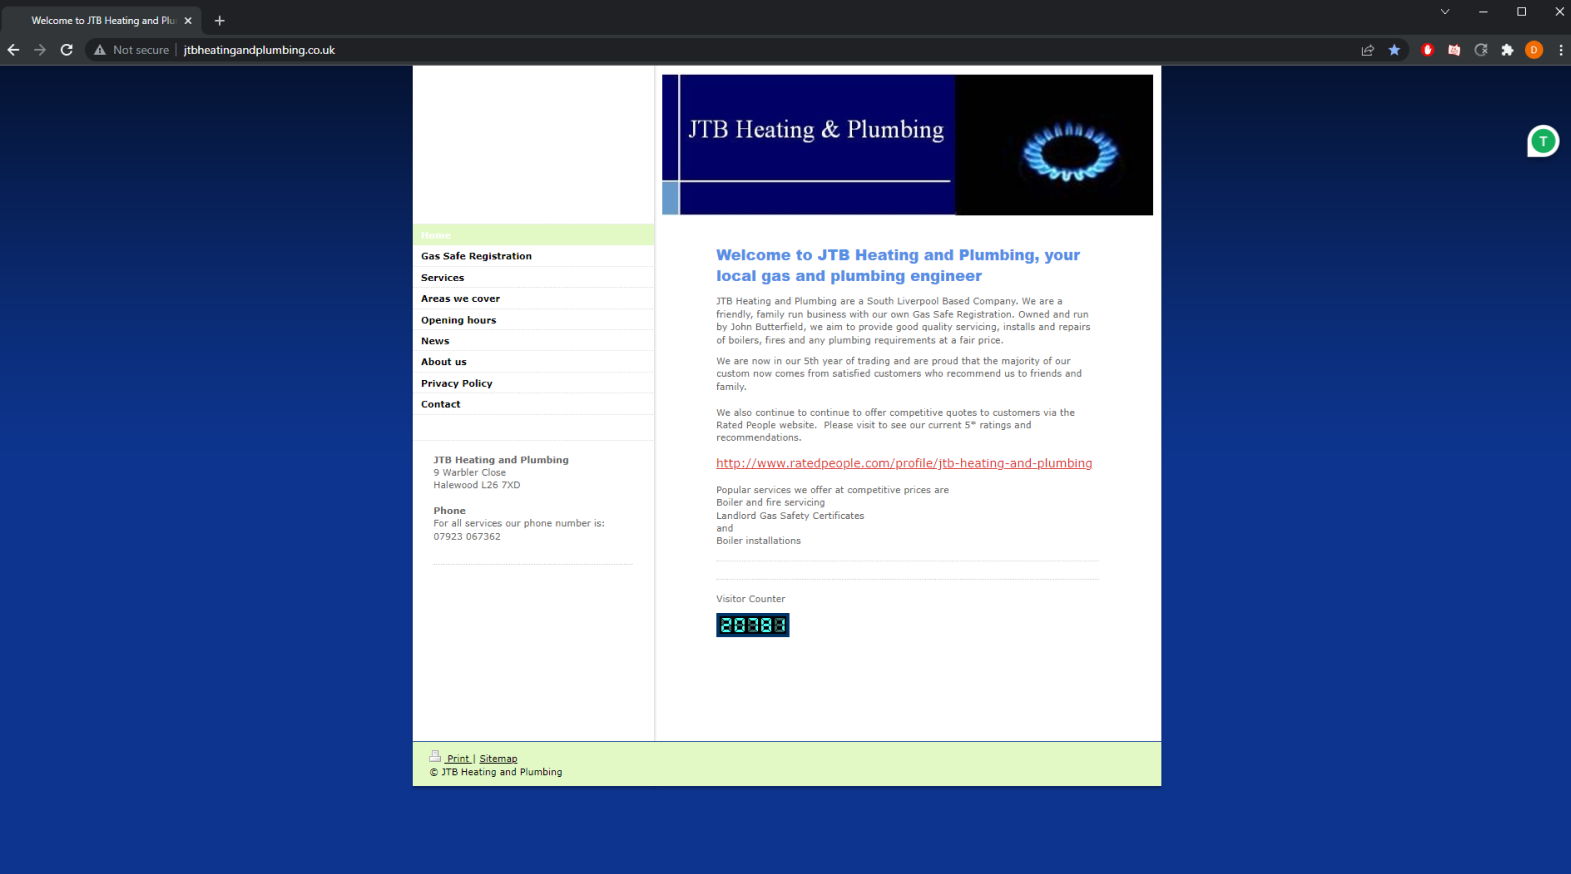 Welcome to JTB Heating and Plu
Not secure
jtbheatingandplumbing.co.uk
D
T
JTB Heating & Plumbing
Home
Gas Safe Registration
Services
Areas we cover
Opening hours
News
About us
Privacy Policy
Contact
JTB Heating and Plumbing
9 Warbler Close
Halewood L26 7XD
Phone
For all services our phone number is:
07923 067362
Welcome to JTB Heating and Plumbing, your
local gas and plumbing engineer
JTB Heating and Plumbing are a South Liverpool Based Company. We are a
friendly, family run business with our own Gas Safe Registration. Owned and run
by John Butterfield, we aim to provide good quality servicing, installs and repairs
of boilers, fires and any plumbing requirements at a fair price.
We are now in our 5th year of trading and are proud that the majority of our
custom now comes from satisfied customers who recommend us to friends and
family.
We also continue to continue to offer competitive quotes to customers via the
Rated People website.  Please visit to see our current 5* ratings and
recommendations.
http://www.ratedpeople.com/profile/jtb-heating-and-plumbing
Popular services we offer at competitive prices are
Boiler and fire servicing
Landlord Gas Safety Certificates
and
Boiler installations
Visitor Counter
20781
Print | Sitemap
© JTB Heating and Plumbing